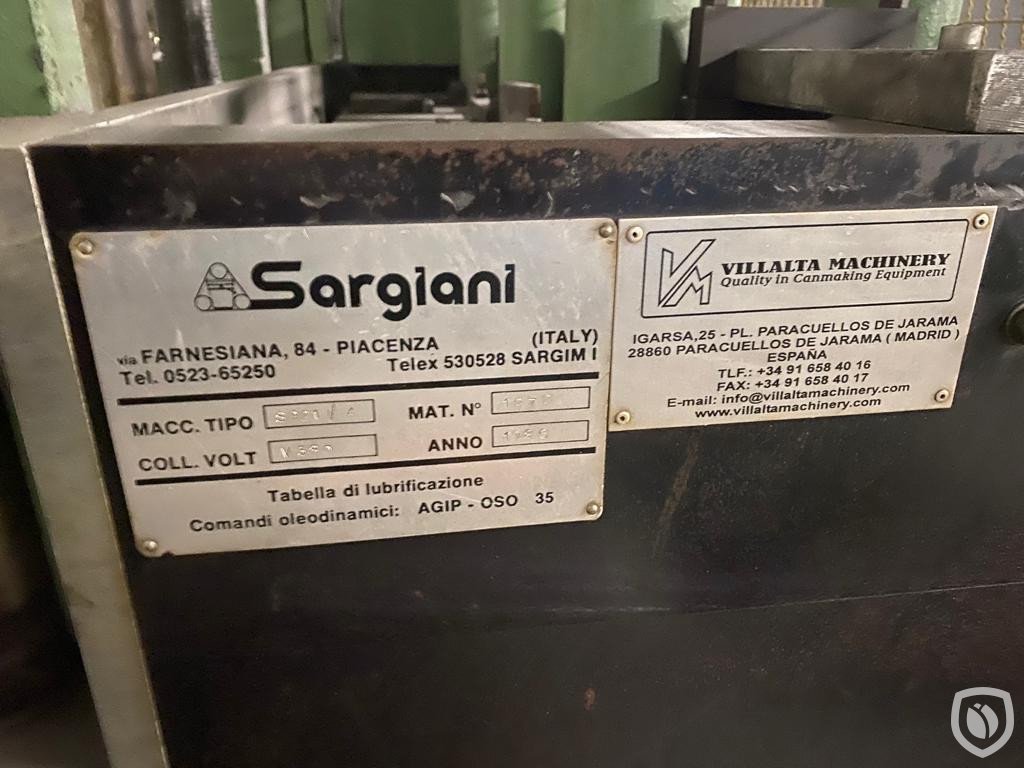 Sargiani
via FARNESIANA, 84 - PIACENZA (ITALY)
Tel. 0523-65250 Telex 530528 SARGIM I
MACC. TIPO MAT. N°
COLL. VOLT V380 ANNO
Tabella di lubrificazione
Comandi oleodinamici: AGIP - OSO 35
VM VILLALTA MACHINERY
Quality in Canmaking Equipment
IGARSA,25 - PL. PARACUELLOS DE JARAMA
28860 PARACUELLOS DE JARAMA ( MADRID )
ESPAÑA
TLF.: +34 91 658 40 16
FAX: +34 91 658 40 17
E-mail: info@villaltamachinery.com
www.villaltamachinery.com